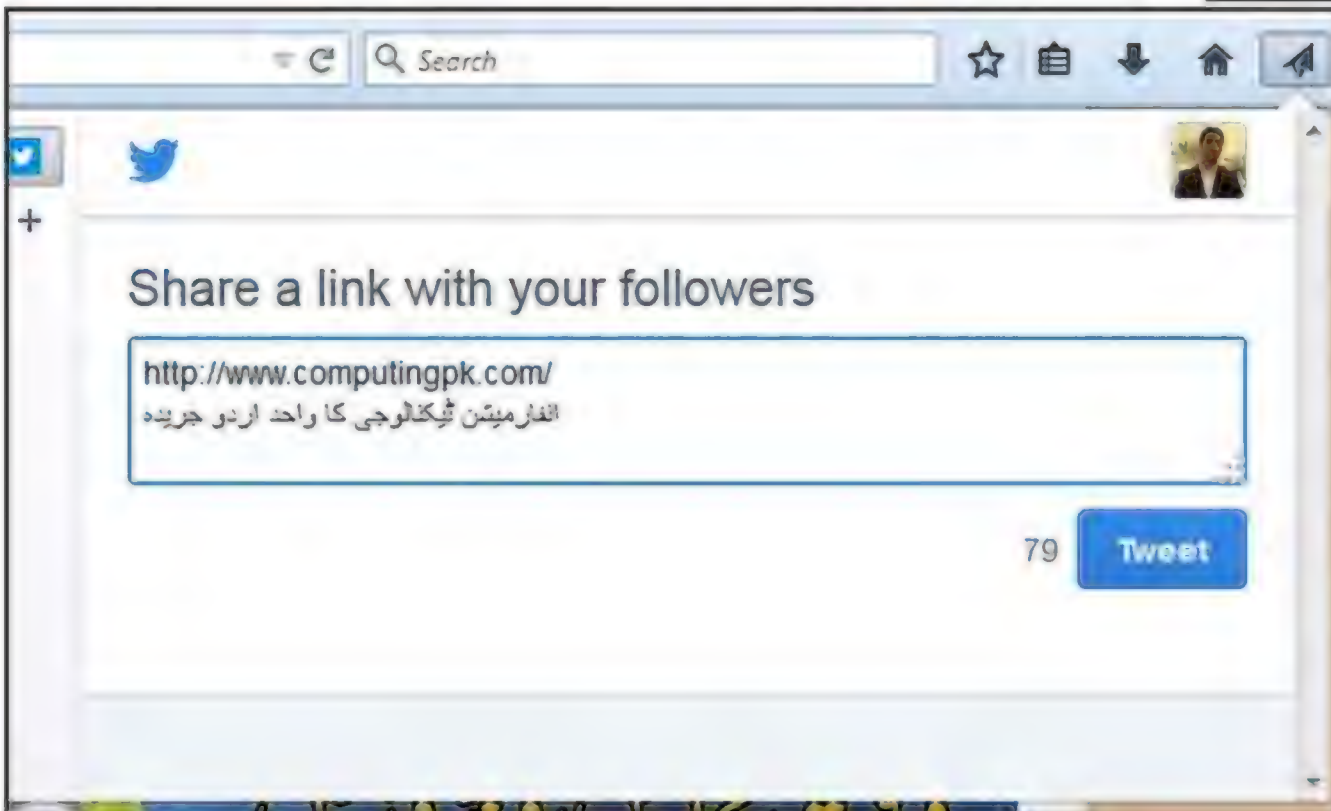 Search
Share a link with your followers
http://www.computingpk.com/
انفارمیشن ٹیکنالوجی کا واحد اردو جریدہ
79 Tweet